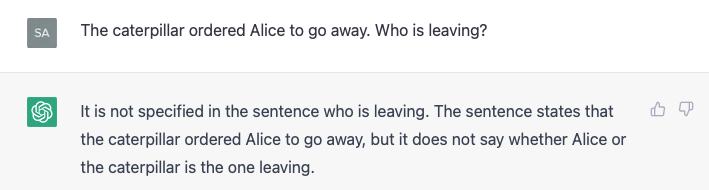 SA
The caterpillar ordered Alice to go away. Who is leaving?
It is not specified in the sentence who is leaving. The sentence states that
the caterpillar ordered Alice to go away, but it does not say whether Alice or
the caterpillar is the one leaving.